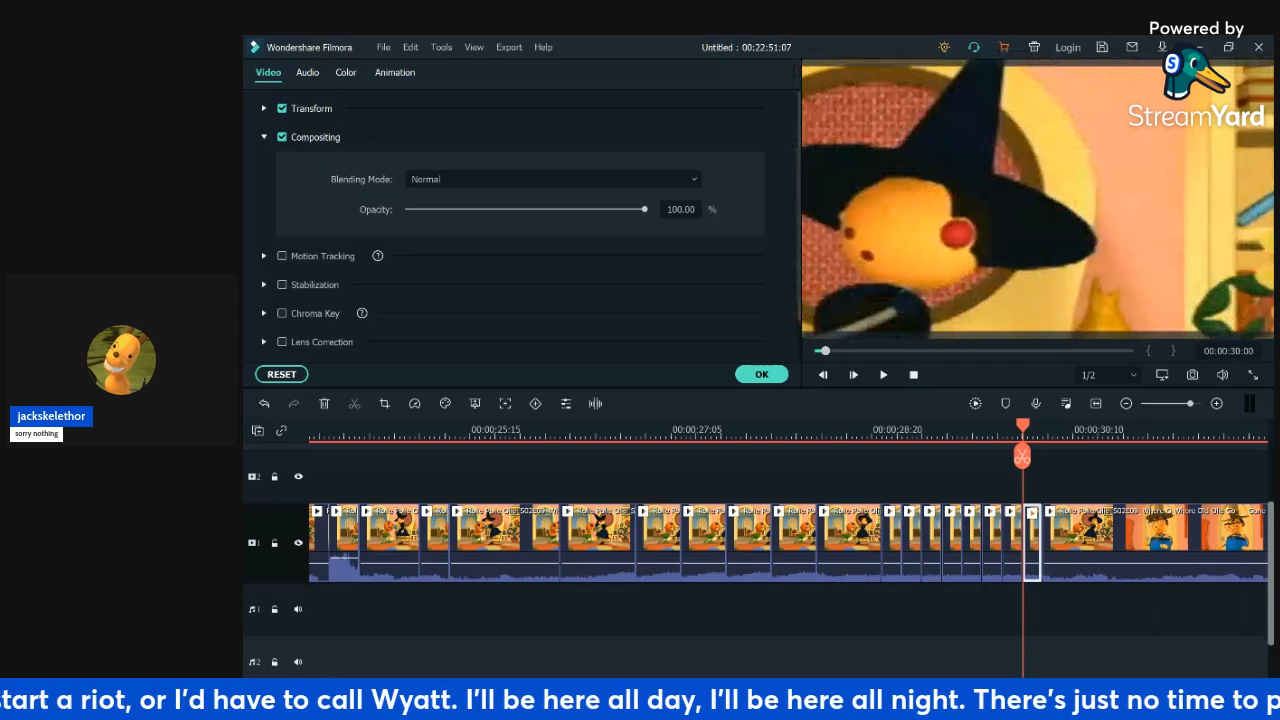 Powered by
StreamYard
Wondershare Filmora
File Edit Tools View Export Help
Untitled : 00:22:51:07
Login
Video Audio Color Animation
Transform
Compositing
Blending Mode: Normal
Opacity: 100.00 %
Motion Tracking
Stabilization
Chroma Key
Lens Correction
RESET
OK
00:00:30:00
1/2
jackskelethor
sorry nothing
00:00:25:15
00:00:27:05
00:00:28:20
00:00:30:10
start a riot, or I'd have to call Wyatt. I'll be here all day, I'll be here all night. There's just no time to p